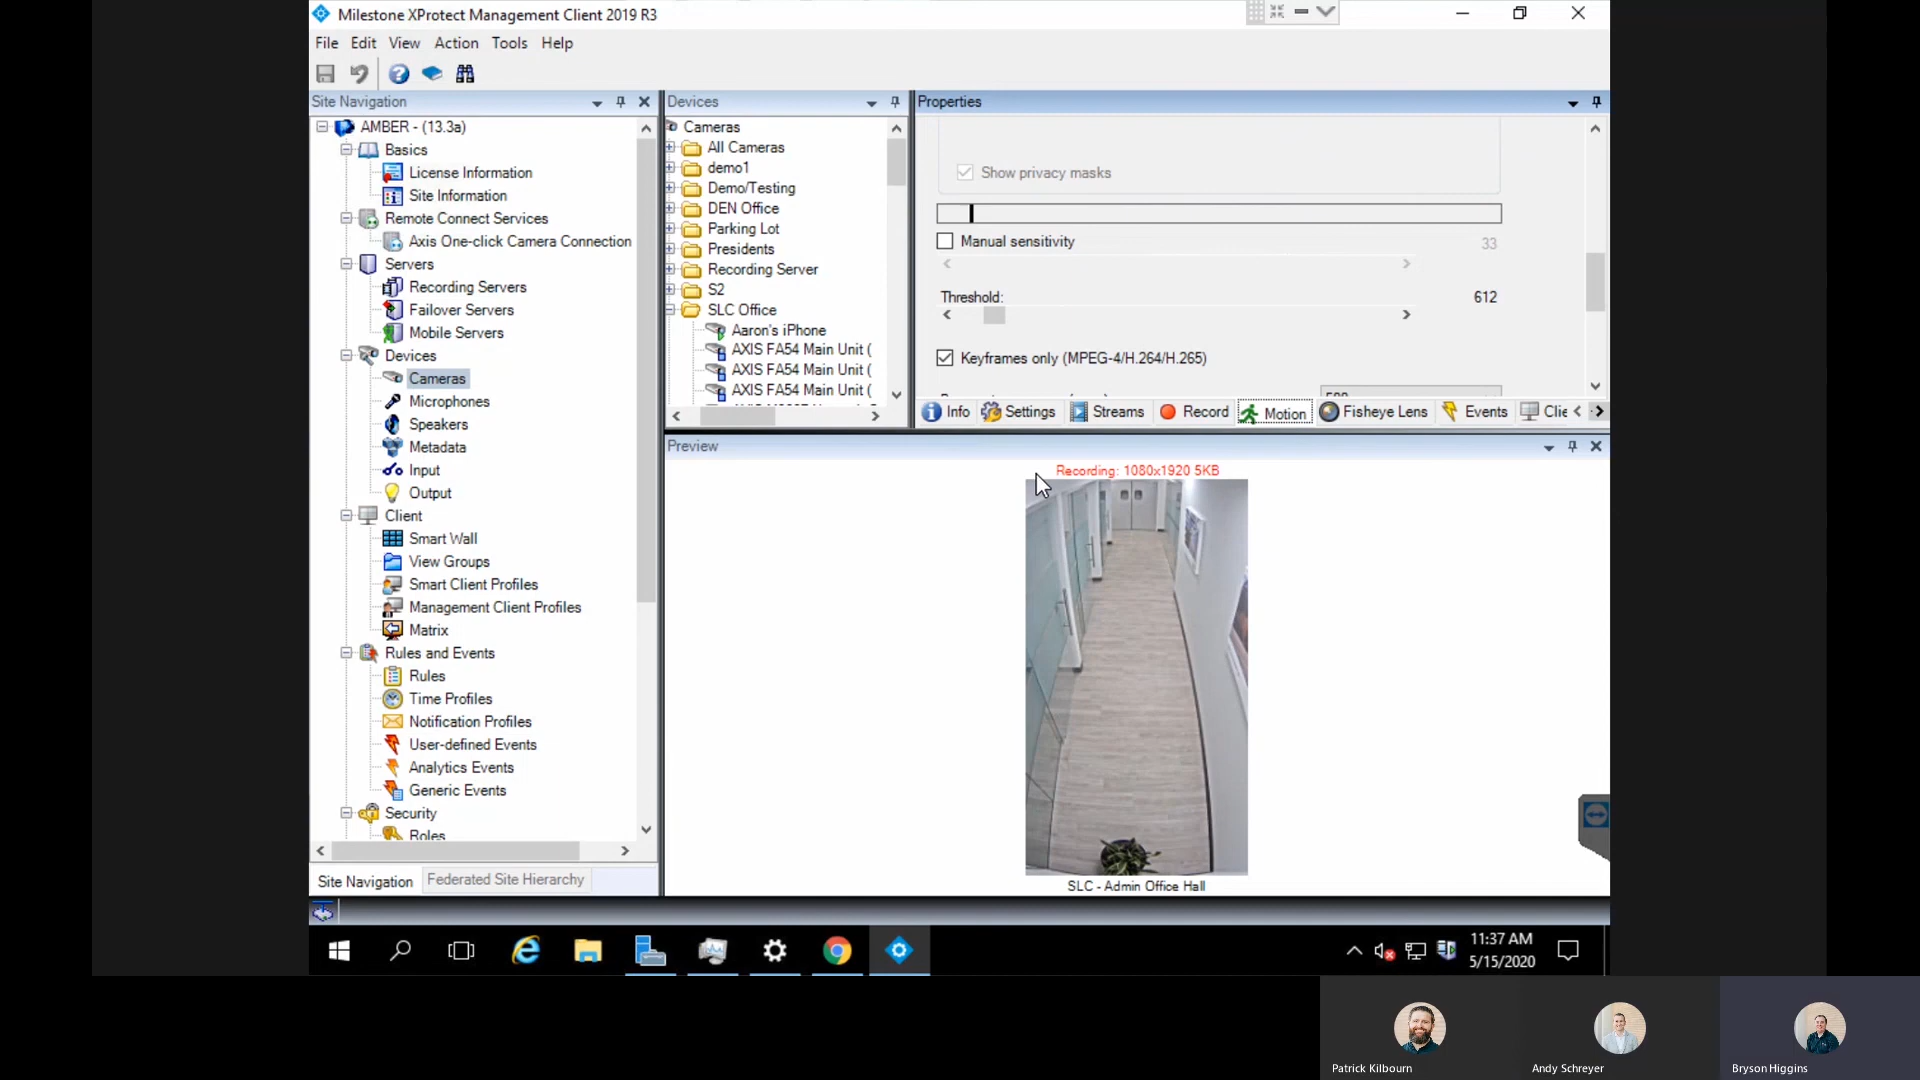 Milestone XProtect Management Client 2019 R3
File Edit View Action Tools Help
Site Navigation
AMBER - (13.3a)
Basics
License Information
Site Information
Remote Connect Services
Axis One-click Camera Connection
Servers
Recording Servers
Failover Servers
Mobile Servers
Devices
Cameras
Microphones
Speakers
Metadata
Input
Output
Client
Smart Wall
View Groups
Smart Client Profiles
Management Client Profiles
Matrix
Rules and Events
Rules
Time Profiles
Notification Profiles
User-defined Events
Analytics Events
Generic Events
Security
Roles
Site Navigation Federated Site Hierarchy
Devices
Cameras
All Cameras
demo1
Demo/Testing
DEN Office
Parking Lot
Presidents
Recording Server
S2
SLC Office
Aaron's iPhone
AXIS FA54 Main Unit (
AXIS FA54 Main Unit (
AXIS FA54 Main Unit (
Properties
Show privacy masks
Manual sensitivity 33
Threshold: 612
Keyframes only (MPEG-4/H.264/H.265)
Info Settings Streams Record Motion Fisheye Lens Events Clie
Preview
Recording: 1080x1920 5KB
SLC - Admin Office Hall
11:37 AM
5/15/2020
Patrick Kilbourn Andy Schreyer Bryson Higgins